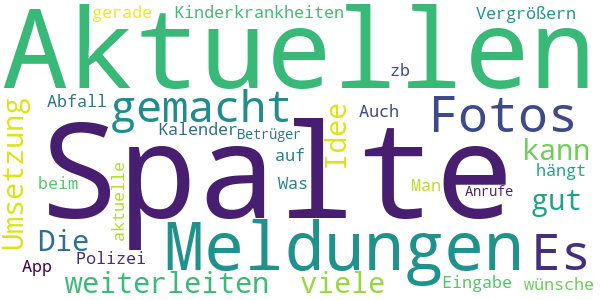 gerade Kinderkrankheiten Vergrößern
Aktuellen
zb
Abfall gemacht Auch Fotos
Umsetzung Kalender Idee
Betrüger kann
Spalte
auf
beim aktuelle Was Man hängt
Anrufe gut
Die Meldungen Es
Polizei
App
weiterleiten viele Eingabe wünsche